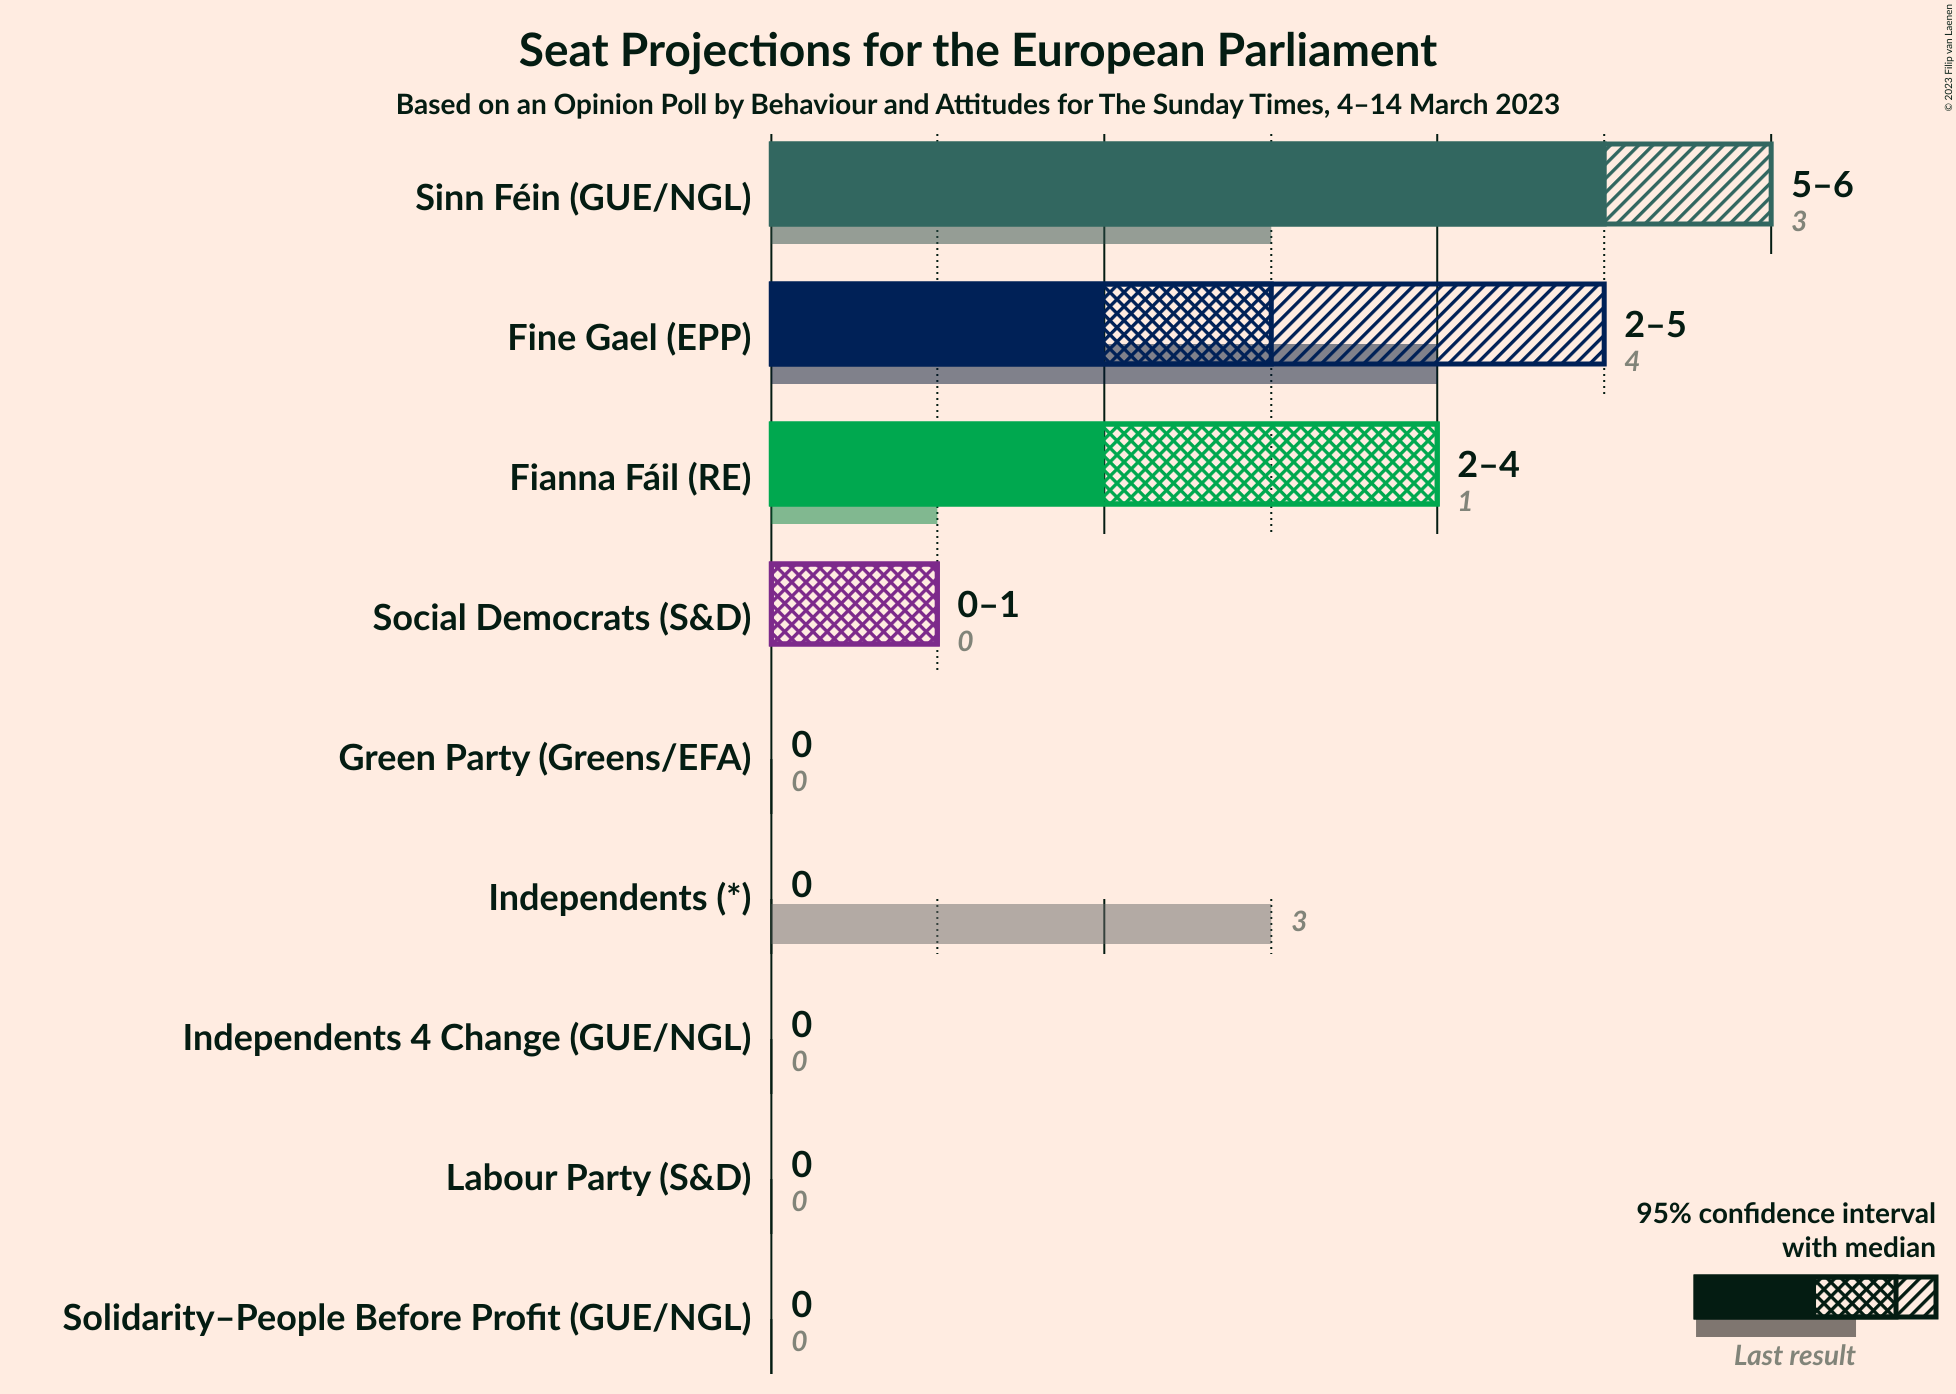 Seat Projections for the European Parliament
Based on an Opinion Poll by Behaviour and Attitudes for The Sunday Times, 4–14 March 2023
© 2023 Filip van Laenen
Sinn Féin (GUE/NGL)
5–6
3
Fine Gael (EPP)
2–5
4
Fianna Fáil (RE)
2–4
1
Social Democrats (S&D)
0–1
0
Green Party (Greens/EFA)
0
0
Independents (*)
0
3
Independents 4 Change (GUE/NGL)
0
0
Labour Party (S&D)
0
0
Solidarity–People Before Profit (GUE/NGL)
0
0
95% confidence interval
with median
Last result